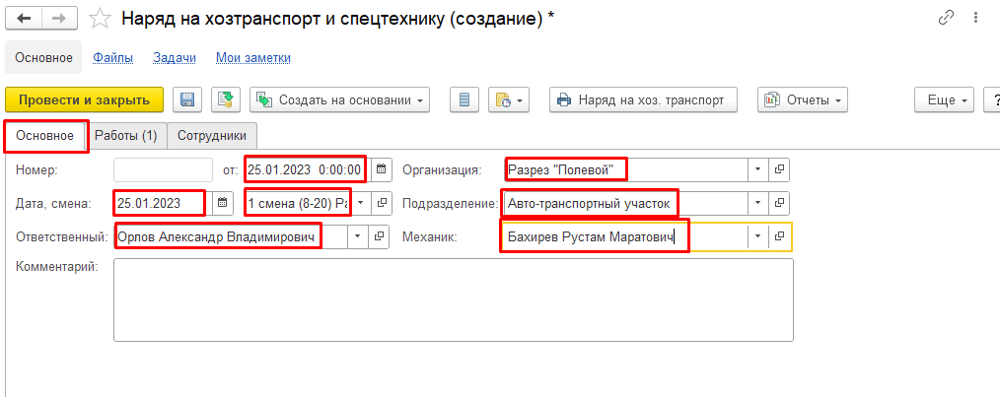 Наряд на хозтранспорт и спецтехнику (создание) *
Основное Файлы Задачи Мои заметки
Провести и закрыть Создать на основании Наряд на хоз. транспорт Отчеты Еще ?
Основное Работы (1) Сотрудники
Номер: от: 25.01.2023 0:00:00 Организация: Разрез "Полевой"
Дата, смена: 25.01.2023 1 смена (8-20) Ра Подразделение: Авто-транспортный участок
Ответственный: Орлов Александр Владимирович Механик: Бахирев Рустам Маратович
Комментарий: